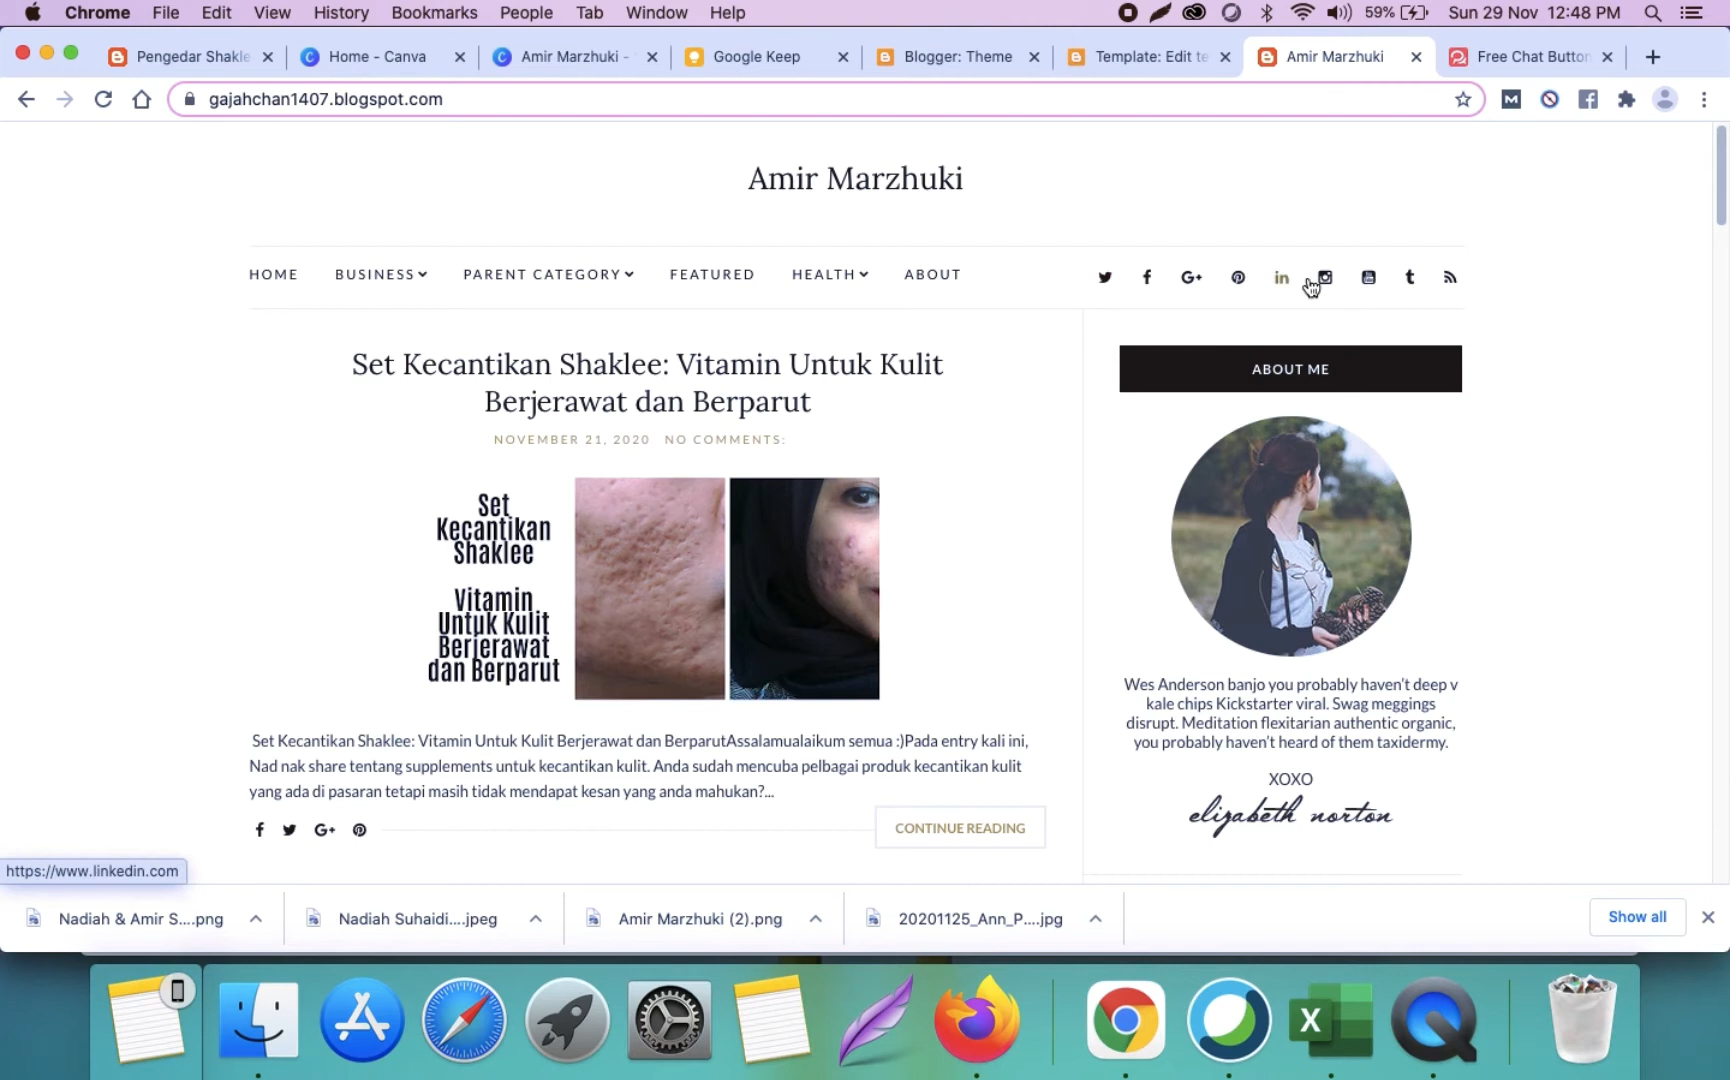 Chrome File Edit View History Bookmarks People Tab Window Help 59% Sun 29 Nov 12:48 PM
Pengedar Shakle Home - Canva Amir Marzhuki - Google Keep Blogger: Theme Template: Edit te Amir Marzhuki Free Chat Button
gajahchan1407.blogspot.com
Amir Marzhuki
HOME BUSINESS PARENT CATEGORY FEATURED HEALTH ABOUT
Set Kecantikan Shaklee: Vitamin Untuk Kulit
Berjerawat dan Berparut
NOVEMBER 21, 2020 NO COMMENTS:
Set
Kecantikan
Shaklee
Vitamin
Untuk Kulit
Berjerawat
dan Berparut
Set Kecantikan Shaklee: Vitamin Untuk Kulit Berjerawat dan BerparutAssalamualaikum semua :)Pada entry kali ini,
Nad nak share tentang supplements untuk kecantikan kulit. Anda sudah mencuba pelbagai produk kecantikan kulit
yang ada di pasaran tetapi masih tidak mendapat kesan yang anda mahukan?...
CONTINUE READING
ABOUT ME
Wes Anderson banjo you probably haven't deep v
kale chips Kickstarter viral. Swag meggings
disrupt. Meditation flexitarian authentic organic,
you probably haven't heard of them taxidermy.
XOXO
elizabeth norton
https://www.linkedin.com
Nadiah & Amir S....png Nadiah Suhaidi....jpeg Amir Marzhuki (2).png 20201125_Ann_P....jpg Show all